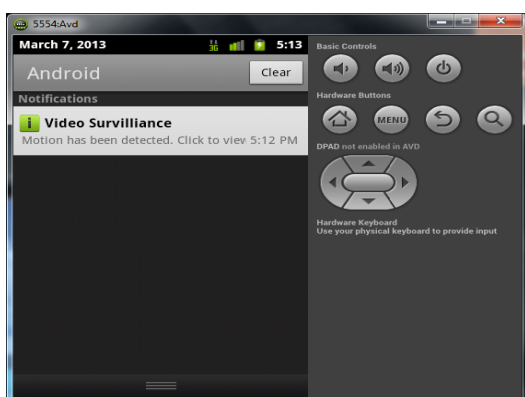 5554:Avd
March 7, 2013
3G
5:13
Android
Clear
Notifications
i
Video Survilliance
Motion has been detected. Click to view 5:12 PM
Basic Controls
Hardware Buttons
MENU
DPAD not enabled in AVD
Hardware Keyboard
Use your physical keyboard to provide input